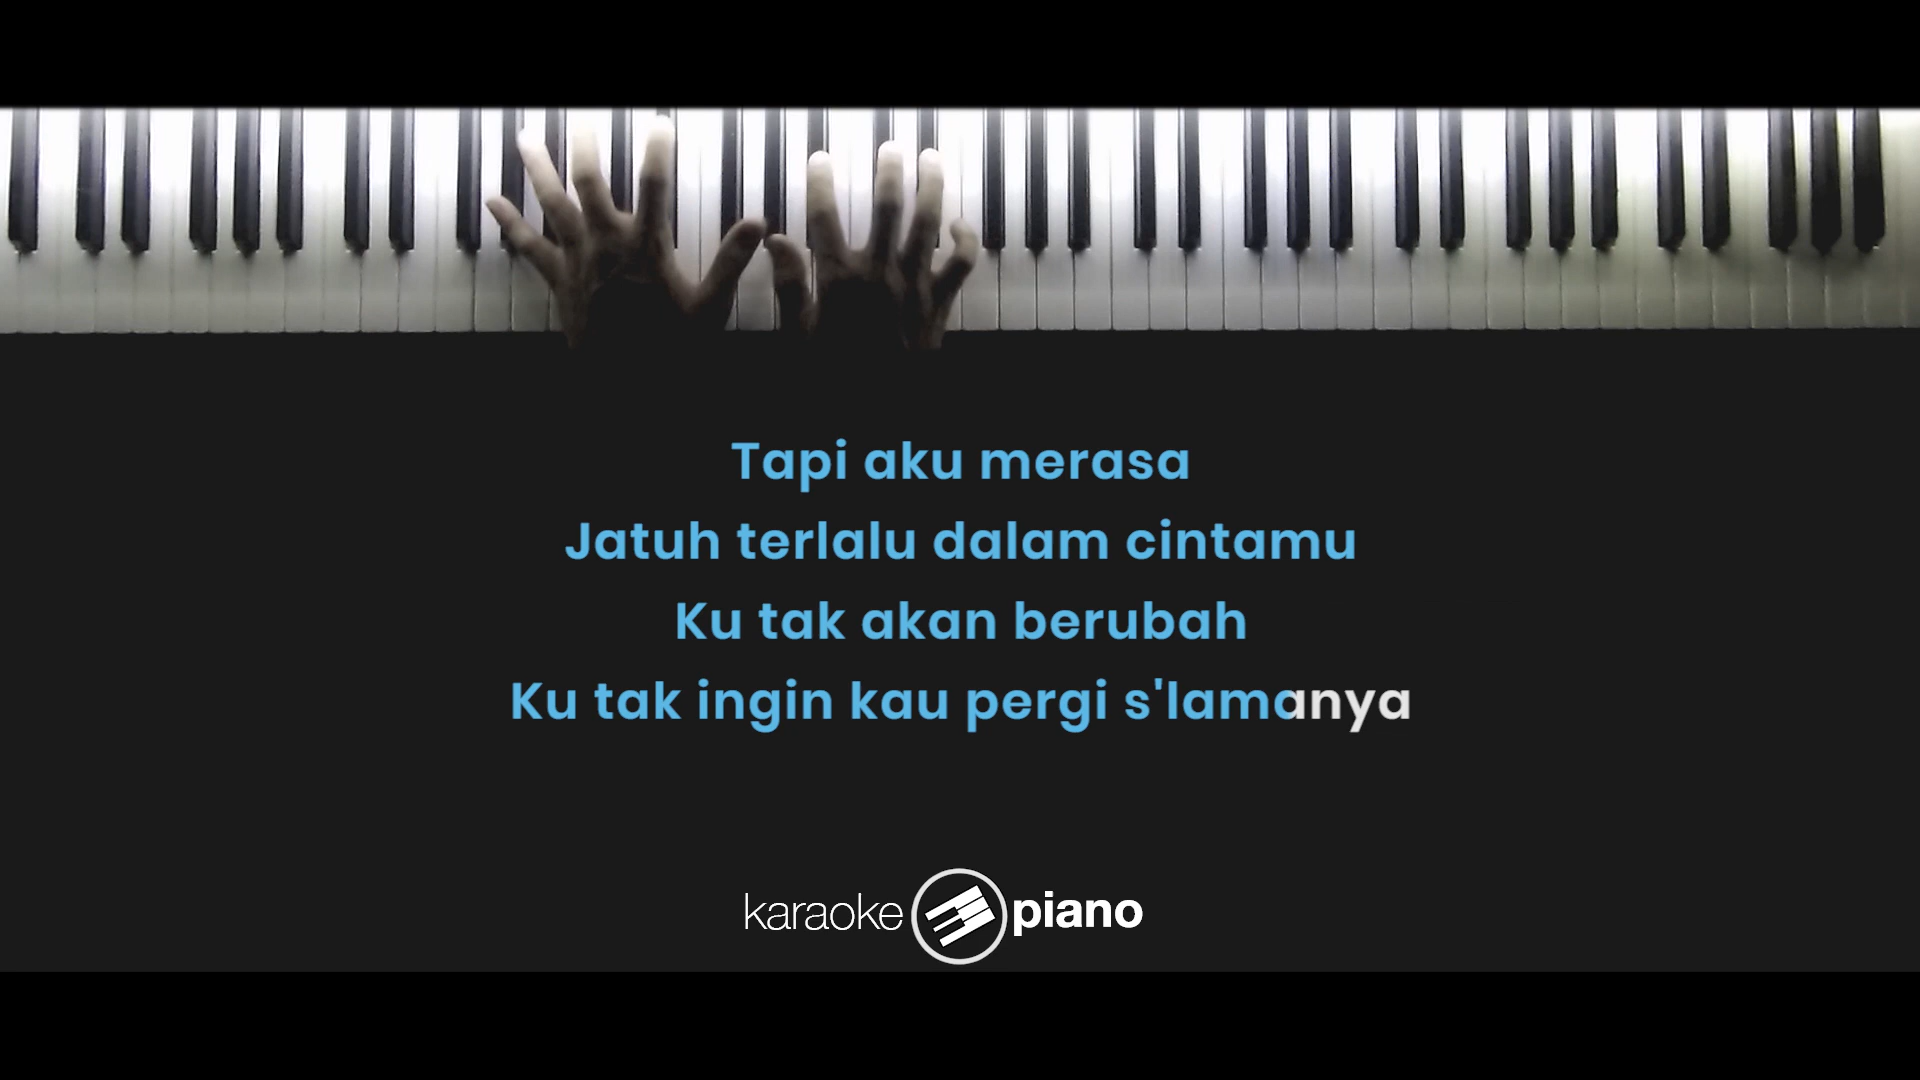 Tapi aku merasa
Jatuh terlalu dalam cintamu
Ku tak akan berubah
Ku tak ingin kau pergi s'lamanya
karaoke piano